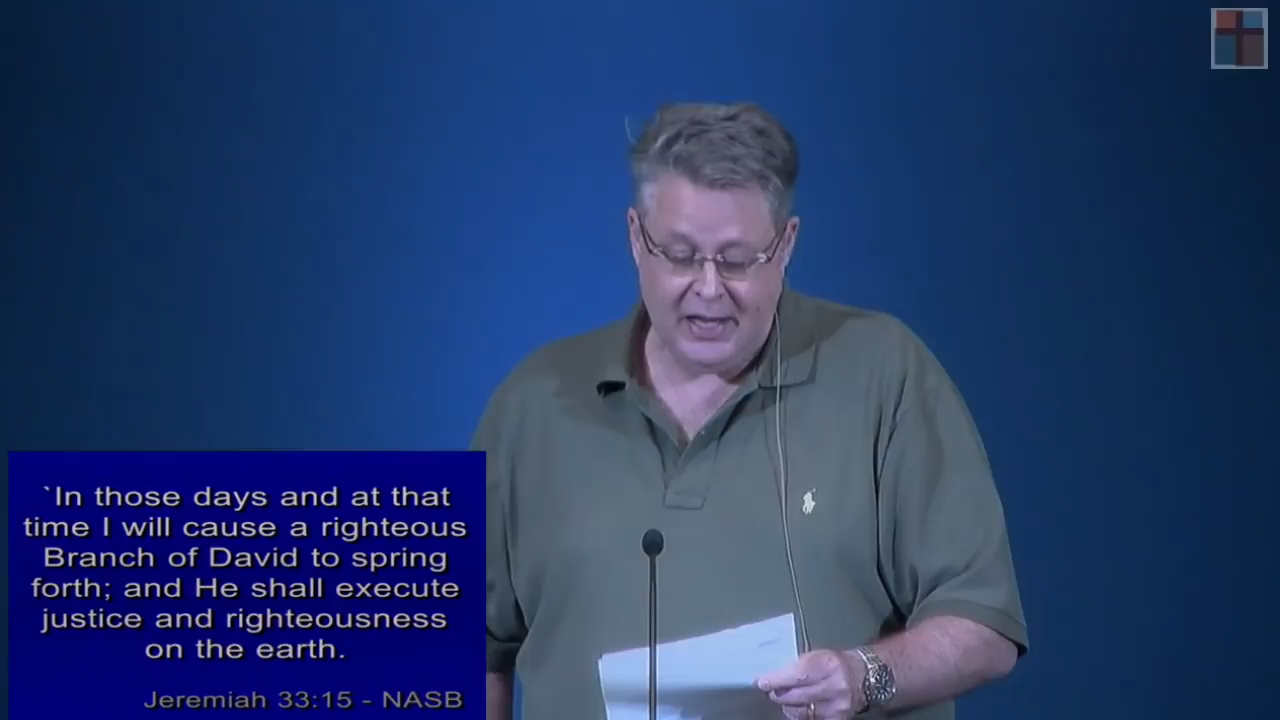 `In those days and at that
time I will cause a righteous
Branch of David to spring
forth; and He shall execute
justice and righteousness
on the earth.
Jeremiah 33:15 - NASB